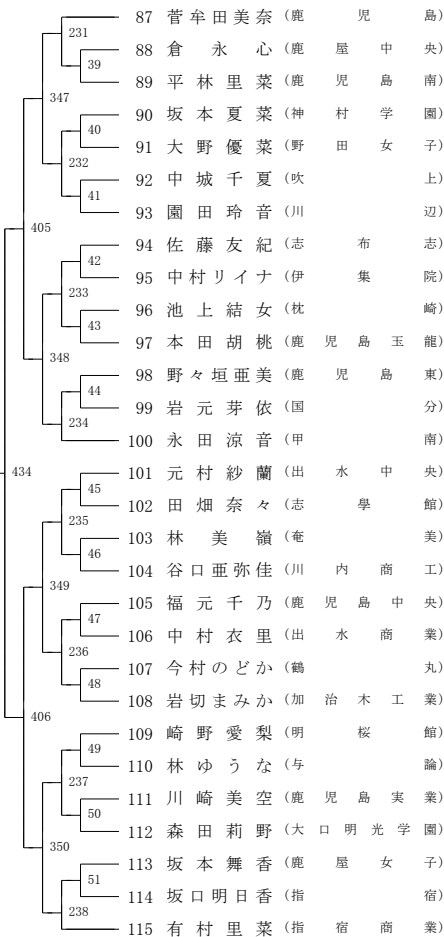 231
39
347
40
232
41
405
42
233
43
348
44
234
434
45
235
46
349
47
236
48
406
49
237
50
350
51
238
87 菅牟田美奈（鹿児島）
88 倉永心（鹿屋中央）
89 平林里菜（鹿児島南）
90 坂本夏菜（神村学園）
91 大野優菜（野田女子）
92 中城千夏（吹上）
93 園田玲音（川辺）
94 佐藤友紀（志布志）
95 中村リイナ（伊集院）
96 池上結女（枕崎）
97 本田胡桃（鹿児島玉龍）
98 野々垣亜美（鹿児島東）
99 岩元芽依（国分）
100 永田涼音（甲南）
101 元村紗蘭（出水中央）
102 田畑奈々（志學館）
103 林美嶺（奄美）
104 谷口亜弥佳（川内商工）
105 福元千乃（鹿児島中央）
106 中村衣里（出水商業）
107 今村のどか（鶴丸）
108 岩切まみか（加治木工業）
109 崎野愛梨（明桜館）
110 林ゆうな（与論）
111 川崎美空（鹿児島実業）
112 森田莉野（大口明光学園）
113 坂本舞香（鹿屋女子）
114 坂口明日香（指宿）
115 有村里菜（指宿商業）